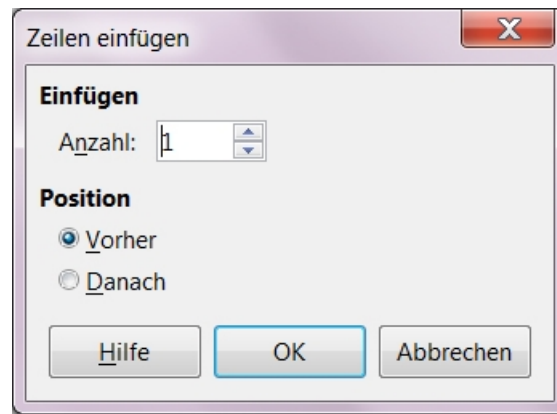 Zeilen einfügen
Einfügen
Anzahl: 1
Position
Vorher
Danach
Hilfe OK Abbrechen